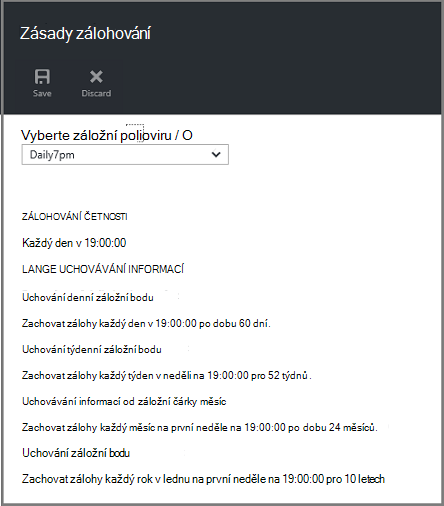 Zásady zálohování
Save Discard
Vyberte záložní polioviru / O
Daily7pm
ZÁLOHOVÁNÍ ČETNOSTI
Každý den v 19:00:00
LANGE UCHOVÁVÁNÍ INFORMACÍ
Uchování denní záložní bodu
Zachovat zálohy každý den v 19:00:00 po dobu 60 dní.
Uchování týdenní záložní bodu
Zachovat zálohy každý týden v neděli na 19:00:00 pro 52 týdnů.
Uchovávání informací od záložní čárky měsíc
Zachovat zálohy každý měsíc na první neděle na 19:00:00 po dobu 24 měsíců.
Uchování záložní bodu
Zachovat zálohy každý rok v lednu na první neděle na 19:00:00 pro 10 letech